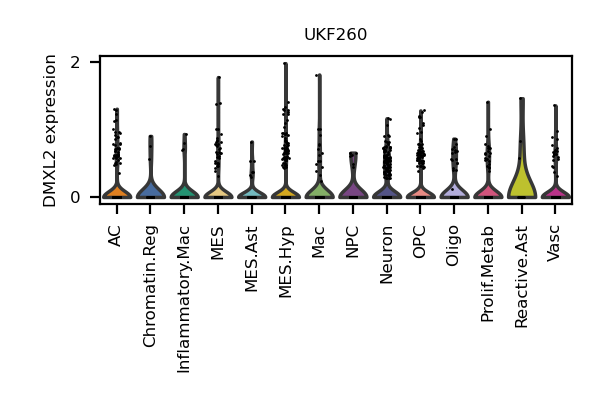 UKF260
DMXL2 expression
2
0
AC
Chromatin.Reg
Inflammatory.Mac
MES
MES.Ast
MES.Hyp
Mac
NPC
Neuron
OPC
Oligo
Prolif.Metab
Reactive.Ast
Vasc